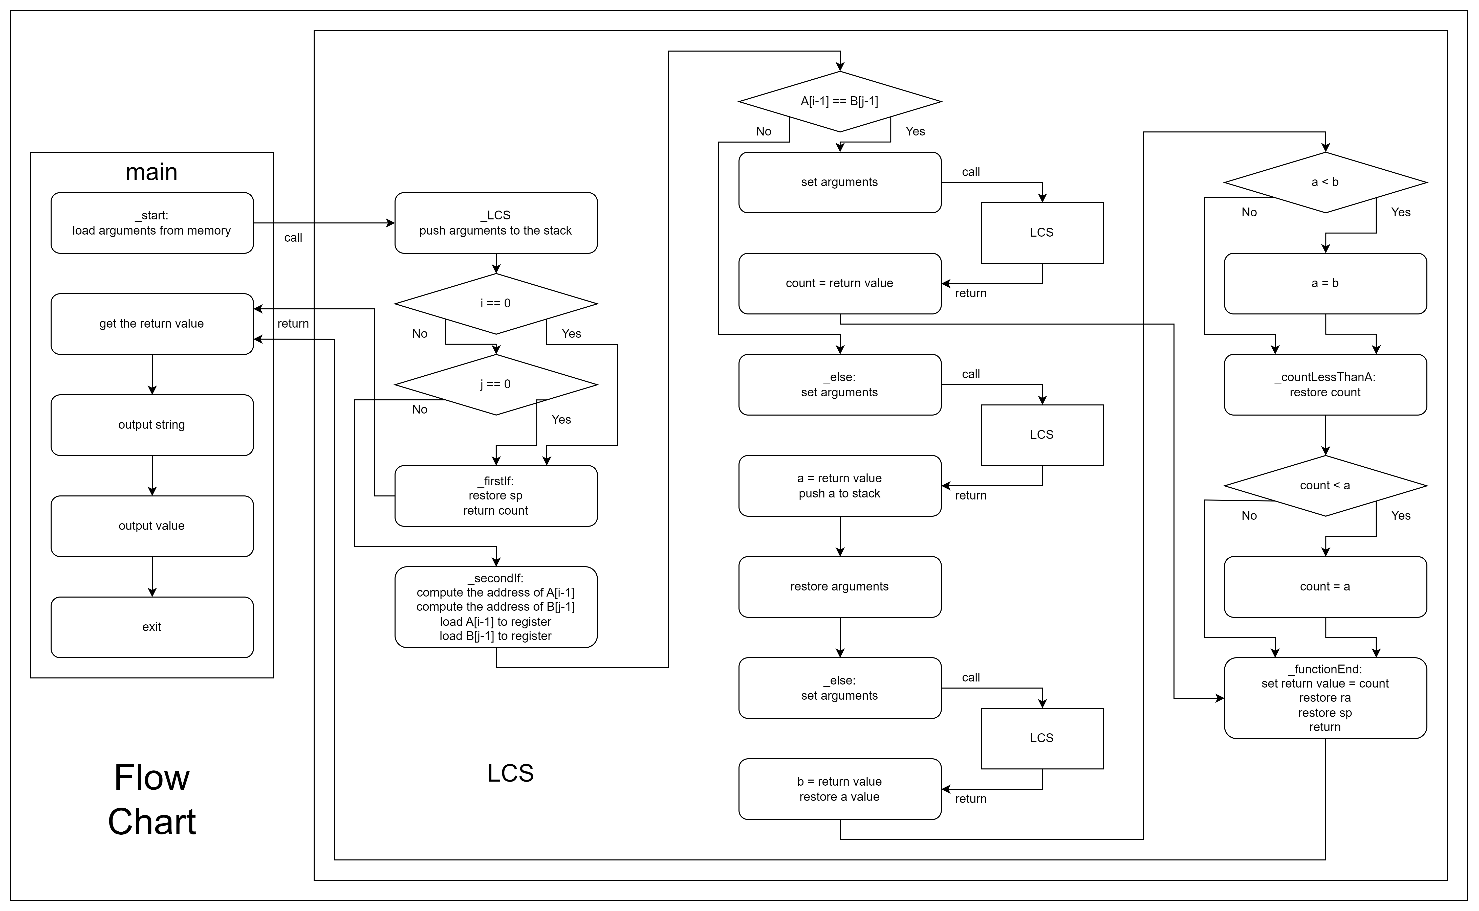 main
_start:
load arguments from memory
call
get the return value
return
output string
output value
exit
Flow
Chart
_LCS
push arguments to the stack
i == 0
No
Yes
j == 0
No
Yes
_firstIf:
restore sp
return count
_secondIf:
compute the address of A[i-1]
compute the address of B[j-1]
load A[i-1] to register
load B[j-1] to register
LCS
A[i-1] == B[j-1]
No
Yes
set arguments
call
LCS
count = return value
return
_else:
set arguments
call
LCS
a = return value
push a to stack
return
restore arguments
_else:
set arguments
call
LCS
b = return value
restore a value
return
a < b
No
Yes
a = b
_countLessThanA:
restore count
count < a
No
Yes
count = a
_functionEnd:
set return value = count
restore ra
restore sp
return